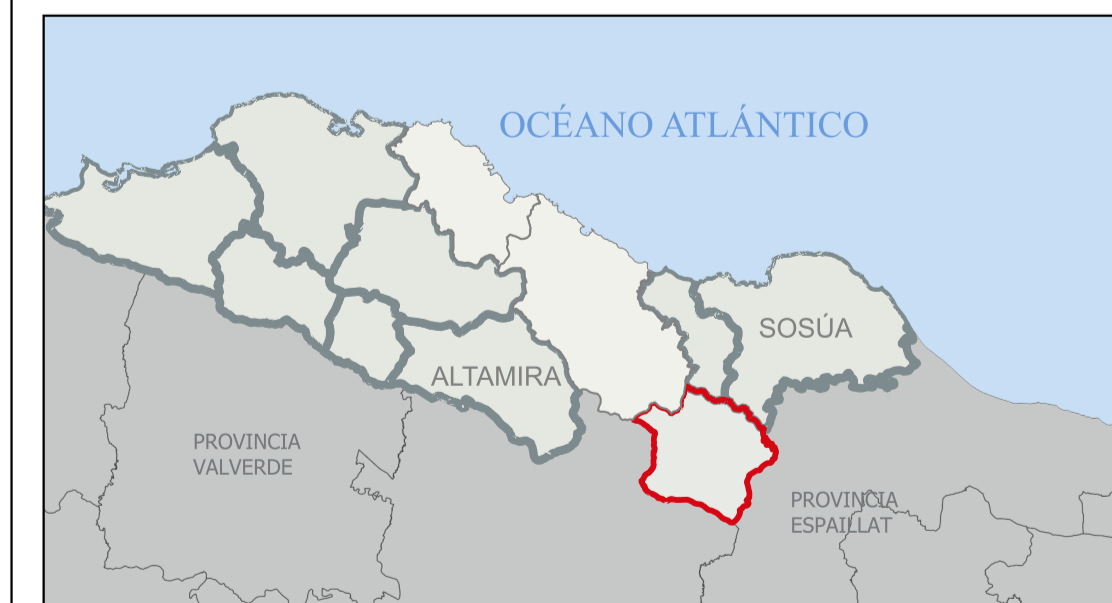 OCÉANO ATLÁNTICO
SOSÚA
ALTAMIRA
PROVINCIA
VALVERDE
PROVINCIA
ESPAILLAT